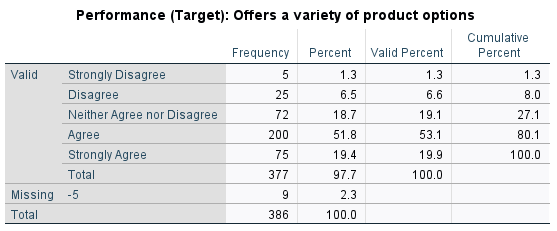 Performance (Target): Offers a variety of product options
Frequency Percent Valid Percent Cumulative Percent
Valid Strongly Disagree 5 1.3 1.3 1.3
Disagree 25 6.5 6.6 8.0
Neither Agree nor Disagree 72 18.7 19.1 27.1
Agree 200 51.8 53.1 80.1
Strongly Agree 75 19.4 19.9 100.0
Total 377 97.7 100.0
Missing -5 9 2.3
Total 386 100.0